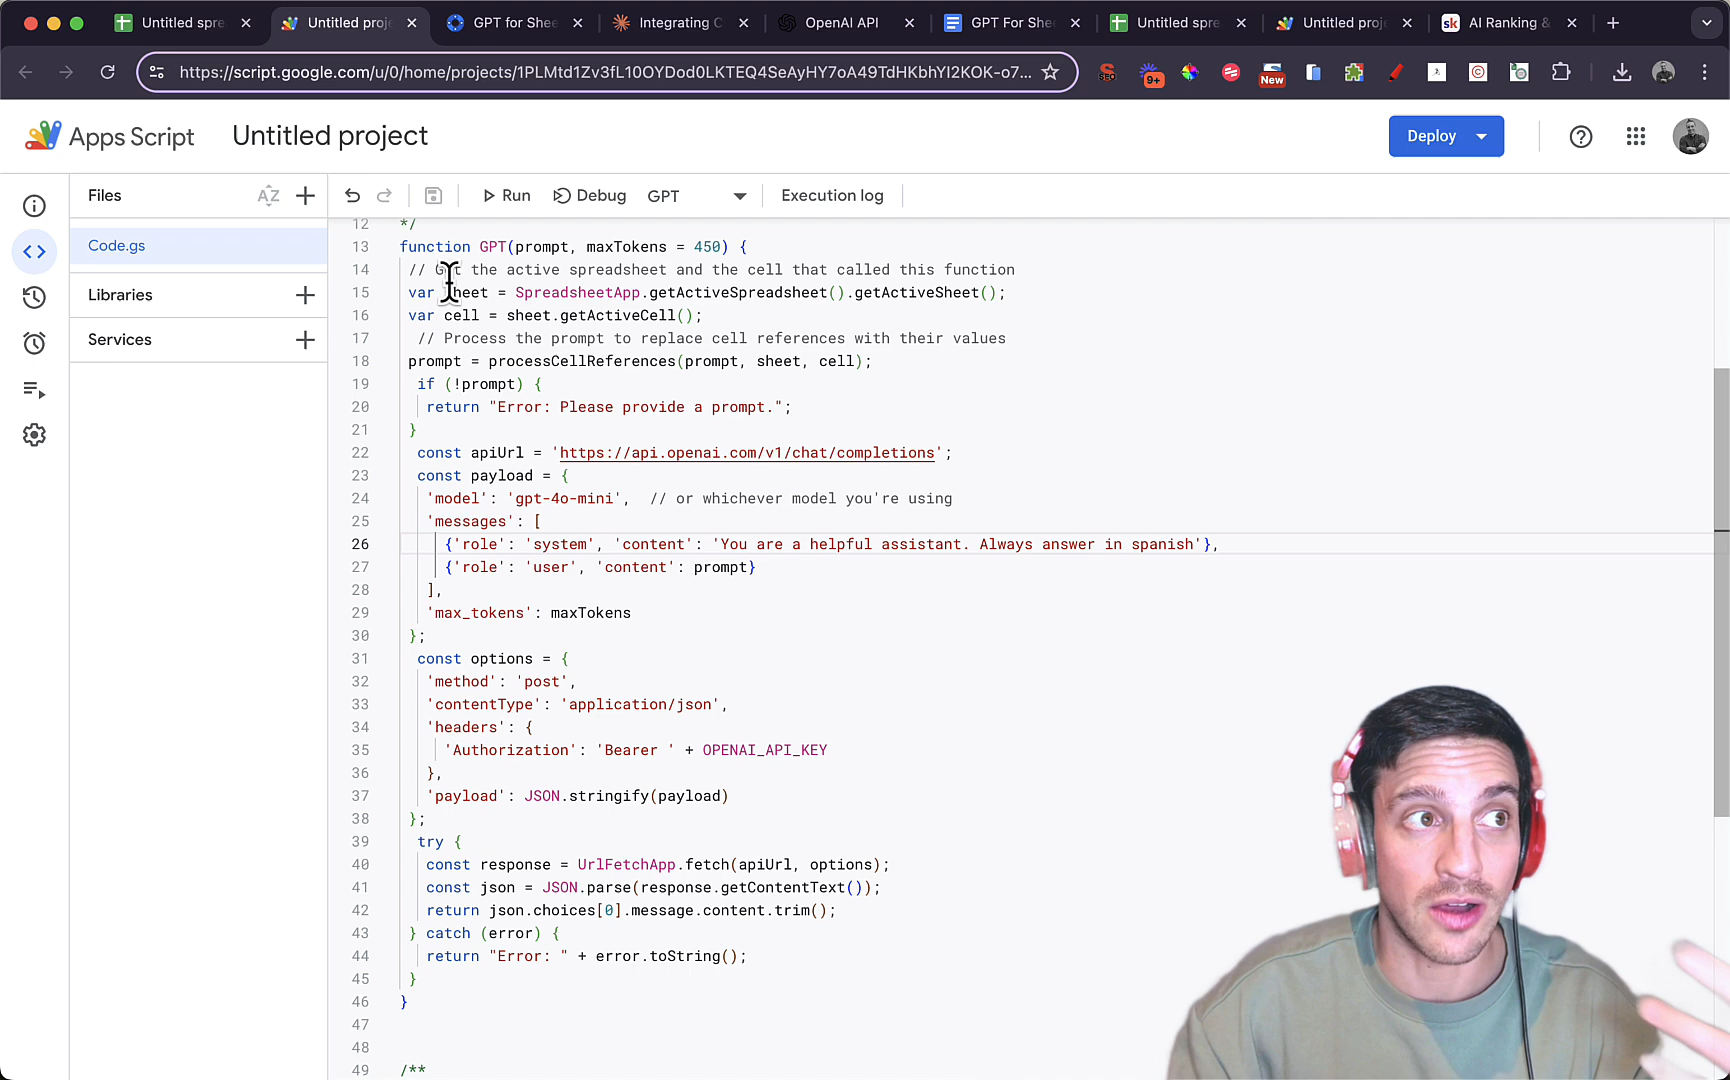 Untitled spre
Untitled proje
GPT for Shee
Integrating C
OpenAI API
GPT For She
Untitled spre
Untitled proj
sk
AI Ranking &
https://script.google.com/u/0/home/projects/1PLMtd1Zv3fL10OYDod0LKTEQ4SeAyHY7oA49TdHKbhYI2KOK-o7...
SEO
9+
New
Apps Script
Untitled project
Deploy
Files
AZ
Run
Debug
GPT
Execution log
Code.gs
Libraries
Services
12 */
13 function GPT(prompt, maxTokens = 450) {
14 // Get the active spreadsheet and the cell that called this function
15 var sheet = SpreadsheetApp.getActiveSpreadsheet().getActiveSheet();
16 var cell = sheet.getActiveCell();
17 // Process the prompt to replace cell references with their values
18 prompt = processCellReferences(prompt, sheet, cell);
19 if (!prompt) {
20 return "Error: Please provide a prompt.";
21 }
22 const apiUrl = 'https://api.openai.com/v1/chat/completions';
23 const payload = {
24 'model': 'gpt-4o-mini', // or whichever model you're using
25 'messages': [
26 {'role': 'system', 'content': 'You are a helpful assistant. Always answer in spanish'},
27 {'role': 'user', 'content': prompt}
28 ],
29 'max_tokens': maxTokens
30 };
31 const options = {
32 'method': 'post',
33 'contentType': 'application/json',
34 'headers': {
35 'Authorization': 'Bearer ' + OPENAI_API_KEY
36 },
37 'payload': JSON.stringify(payload)
38 };
39 try {
40 const response = UrlFetchApp.fetch(apiUrl, options);
41 const json = JSON.parse(response.getContentText());
42 return json.choices[0].message.content.trim();
43 } catch (error) {
44 return "Error: " + error.toString();
45 }
46 }
47
48
49 /**